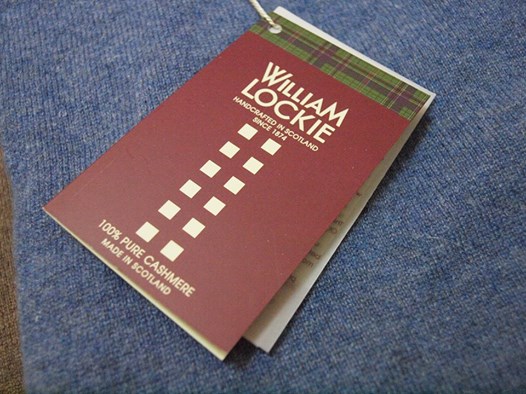 WILLIAM
LOCKIE
HANDCRAFTED IN SCOTLAND
SINCE 1874
100% PURE CASHMERE
MADE IN SCOTLAND